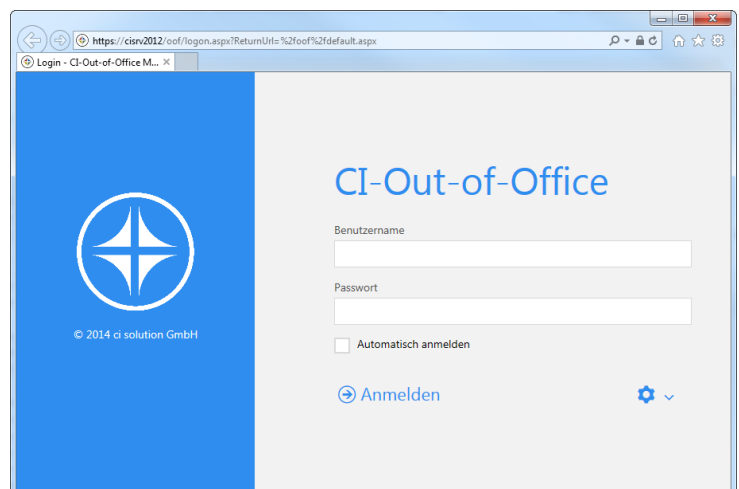 https://cisrv2012/oof/logon.aspx?ReturnUrl=%2foof%2fdefault.aspx
Login - CI-Out-of-Office M...
CI-Out-of-Office
Benutzername
Passwort
© 2014 ci solution GmbH
Automatisch anmelden
Anmelden